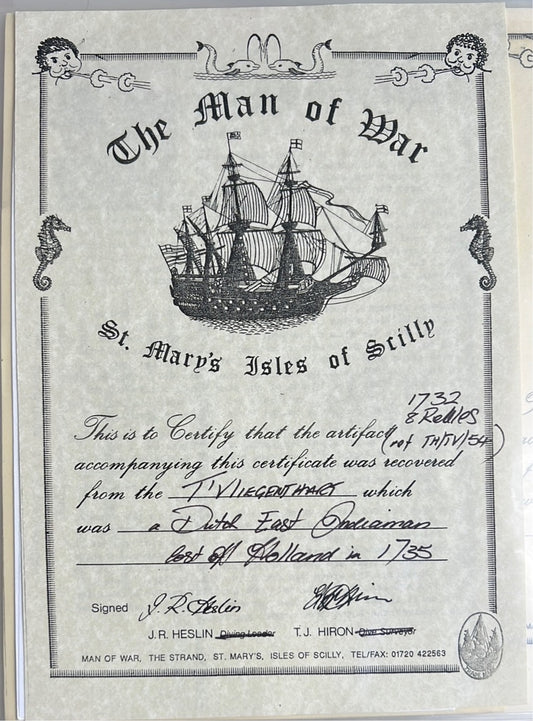 The Man of War
St. Mary's Isles of Scilly
1732
8 Reales
This is to Certify that the artifact (ref TH/TV/54)
accompanying this certificate was recovered
from the T'VLIEGENTHART which
was a Dutch East Indiaman
lost off Holland in 1735
Signed J.R. Heslin
J.R. HESLIN Diving Leader T.J. HIRON Dive Surveyor
MAN OF WAR, THE STRAND, ST. MARY'S, ISLES OF SCILLY, TEL/FAX: 01720 422563